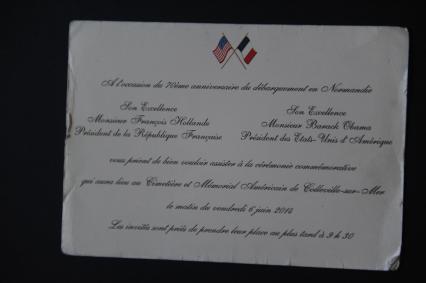 A l'occasion du 70ème anniversaire du débarquement en Normandie
Son Excellence
Monsieur François Hollande
Président de la République Française
Son Excellence
Monsieur Barack Obama
Président des Etats-Unis d'Amérique
vous prient de bien vouloir assister à la cérémonie commémorative
qui aura lieu au Cimetière et Mémorial Américain de Colleville-sur-Mer
le matin du vendredi 6 juin 2014
Les invités sont priés de prendre leur place au plus tard à 9 h 30